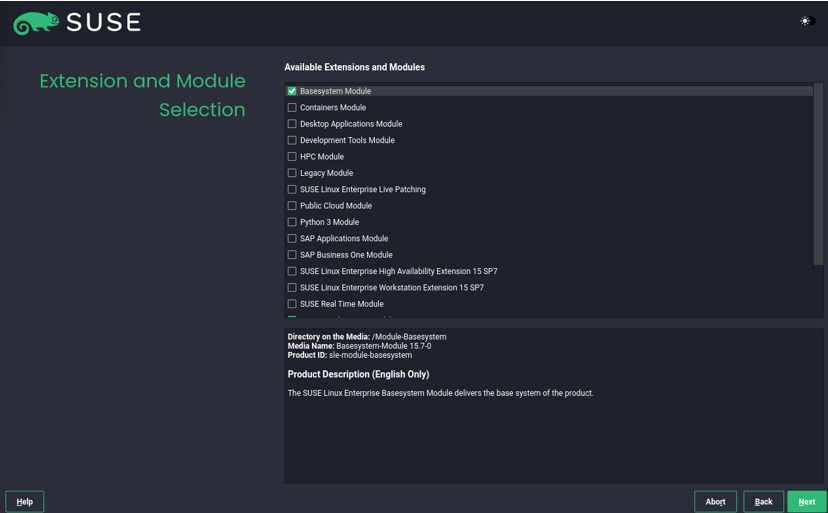 SUSE
Extension and Module
Selection
Available Extensions and Modules
Basesystem Module
Containers Module
Desktop Applications Module
Development Tools Module
HPC Module
Legacy Module
SUSE Linux Enterprise Live Patching
Public Cloud Module
Python 3 Module
SAP Applications Module
SAP Business One Module
SUSE Linux Enterprise High Availability Extension 15 SP7
SUSE Linux Enterprise Workstation Extension 15 SP7
SUSE Real Time Module
Directory on the Media: /Module-Basesystem
Media Name: Basesystem-Module 15.7-0
Product ID: sle-module-basesystem
Product Description (English Only)
The SUSE Linux Enterprise Basesystem Module delivers the base system of the product.
Help
Abort
Back
Next